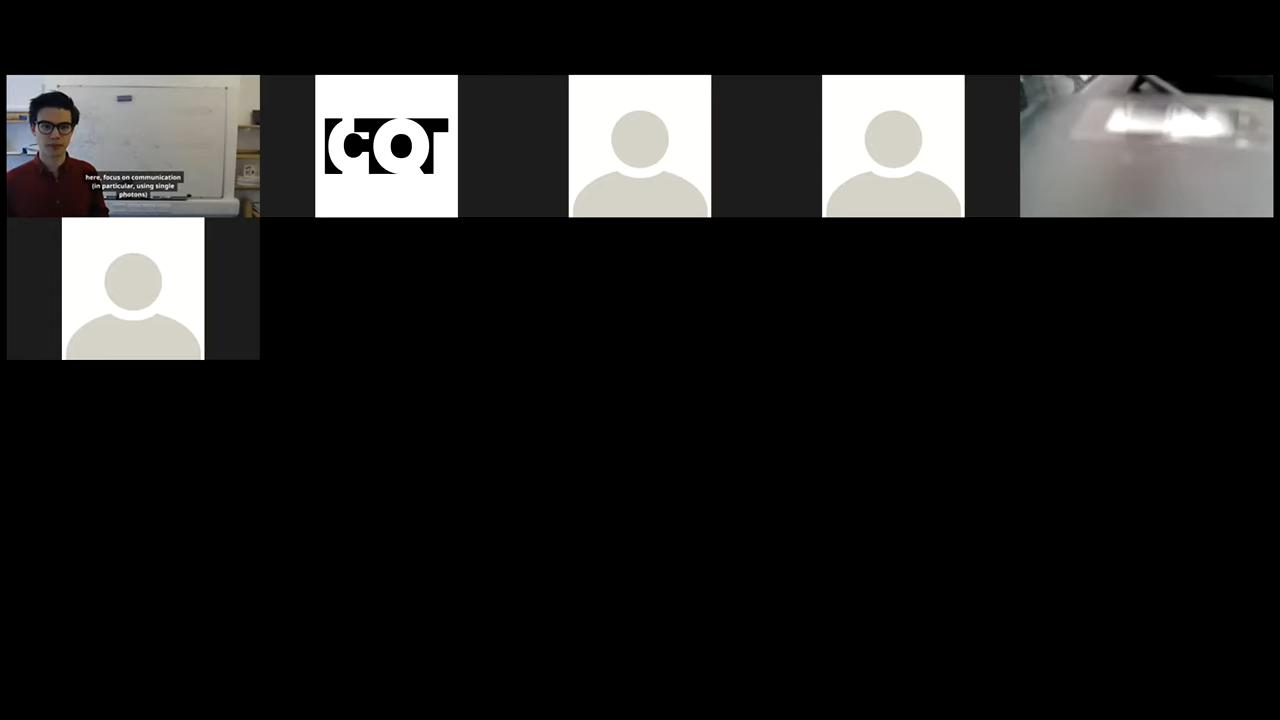 here, focus on communication
(in particular, using single
photons)
CQT